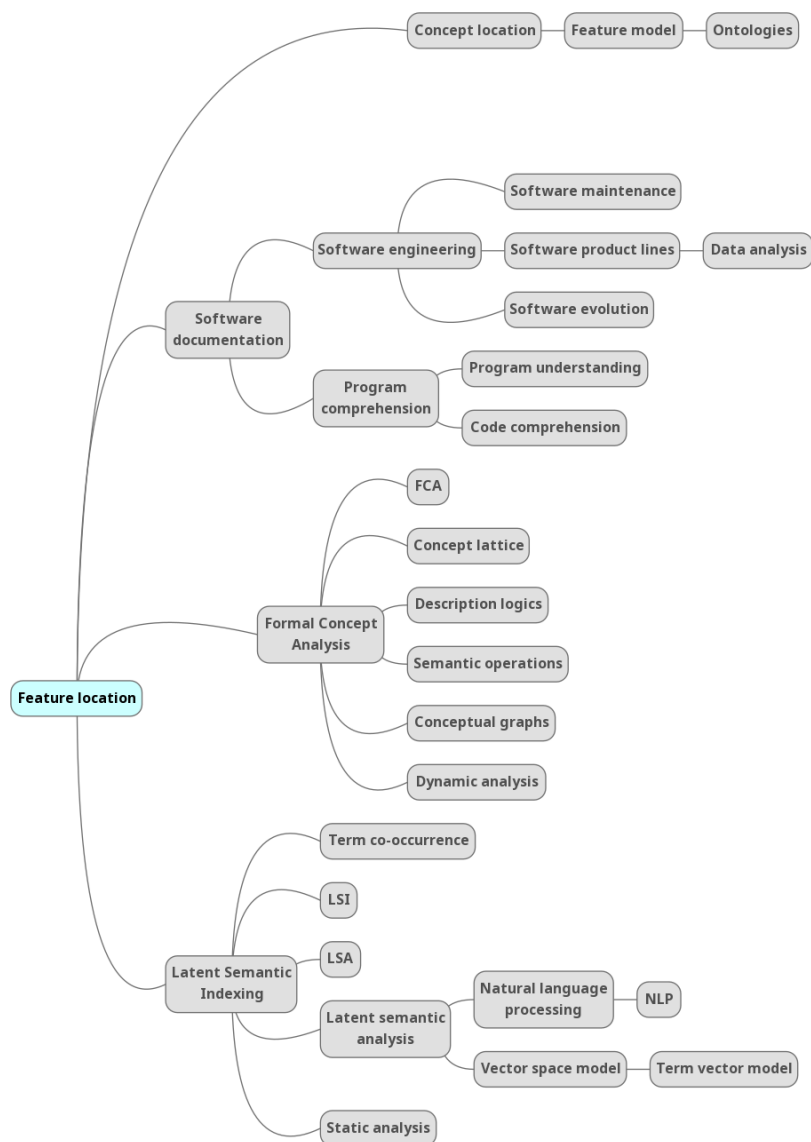 Concept location
Feature model
Ontologies
Software maintenance
Software engineering
Software product lines
Data analysis
Software evolution
Software
documentation
Program
comprehension
Program understanding
Code comprehension
FCA
Concept lattice
Description logics
Formal Concept
Analysis
Semantic operations
Conceptual graphs
Dynamic analysis
Feature location
Term co-occurrence
LSI
LSA
Latent Semantic
Indexing
Latent semantic
analysis
Natural language
processing
NLP
Vector space model
Term vector model
Static analysis